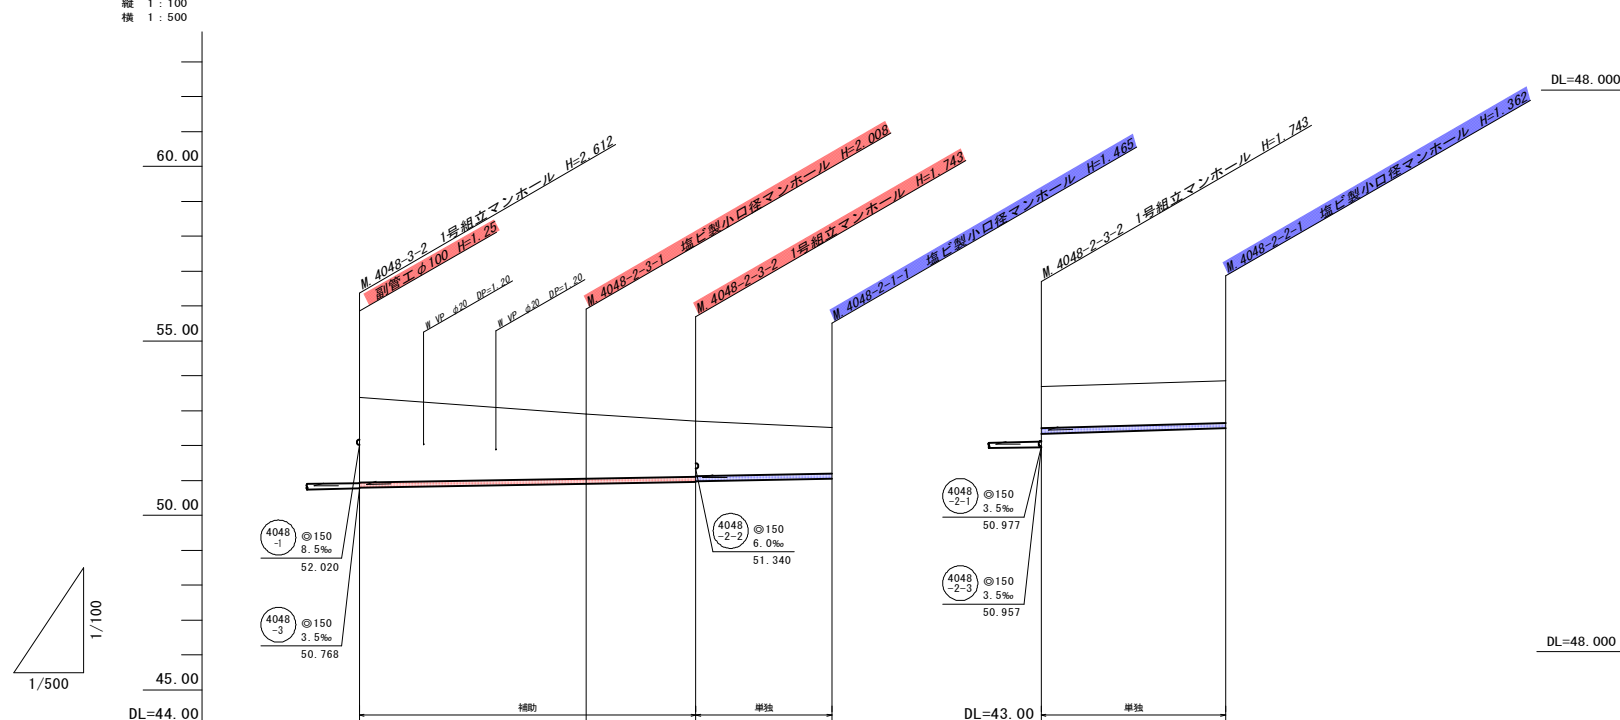 縦 1：100
横 1：500
DL=48.000
60.00
55.00
50.00
45.00
DL=44.00
M. 4048-3-2 1号組立マンホール H=2.612
副管工φ100 H=1.25
W VP φ20 DP=1.20
W VP φ20 DP=1.20
M. 4048-2-3-1 塩ビ製小口径マンホール H=2.008
M. 4048-2-3-2 1号組立マンホール H=1.743
M. 4048-2-1-1 塩ビ製小口径マンホール H=1.465
M. 4048-2-3-2 1号組立マンホール H=1.743
M. 4048-2-2-1 塩ビ製小口径マンホール H=1.362
4048
-1
◎150
8.5‰
52.020
4048
-3
◎150
3.5‰
50.768
4048
-2-2
◎150
6.0‰
51.340
4048
-2-1
◎150
3.5‰
50.977
4048
-2-3
◎150
3.5‰
50.957
1/100
1/500
補助
単独
DL=43.00
単独
DL=48.000